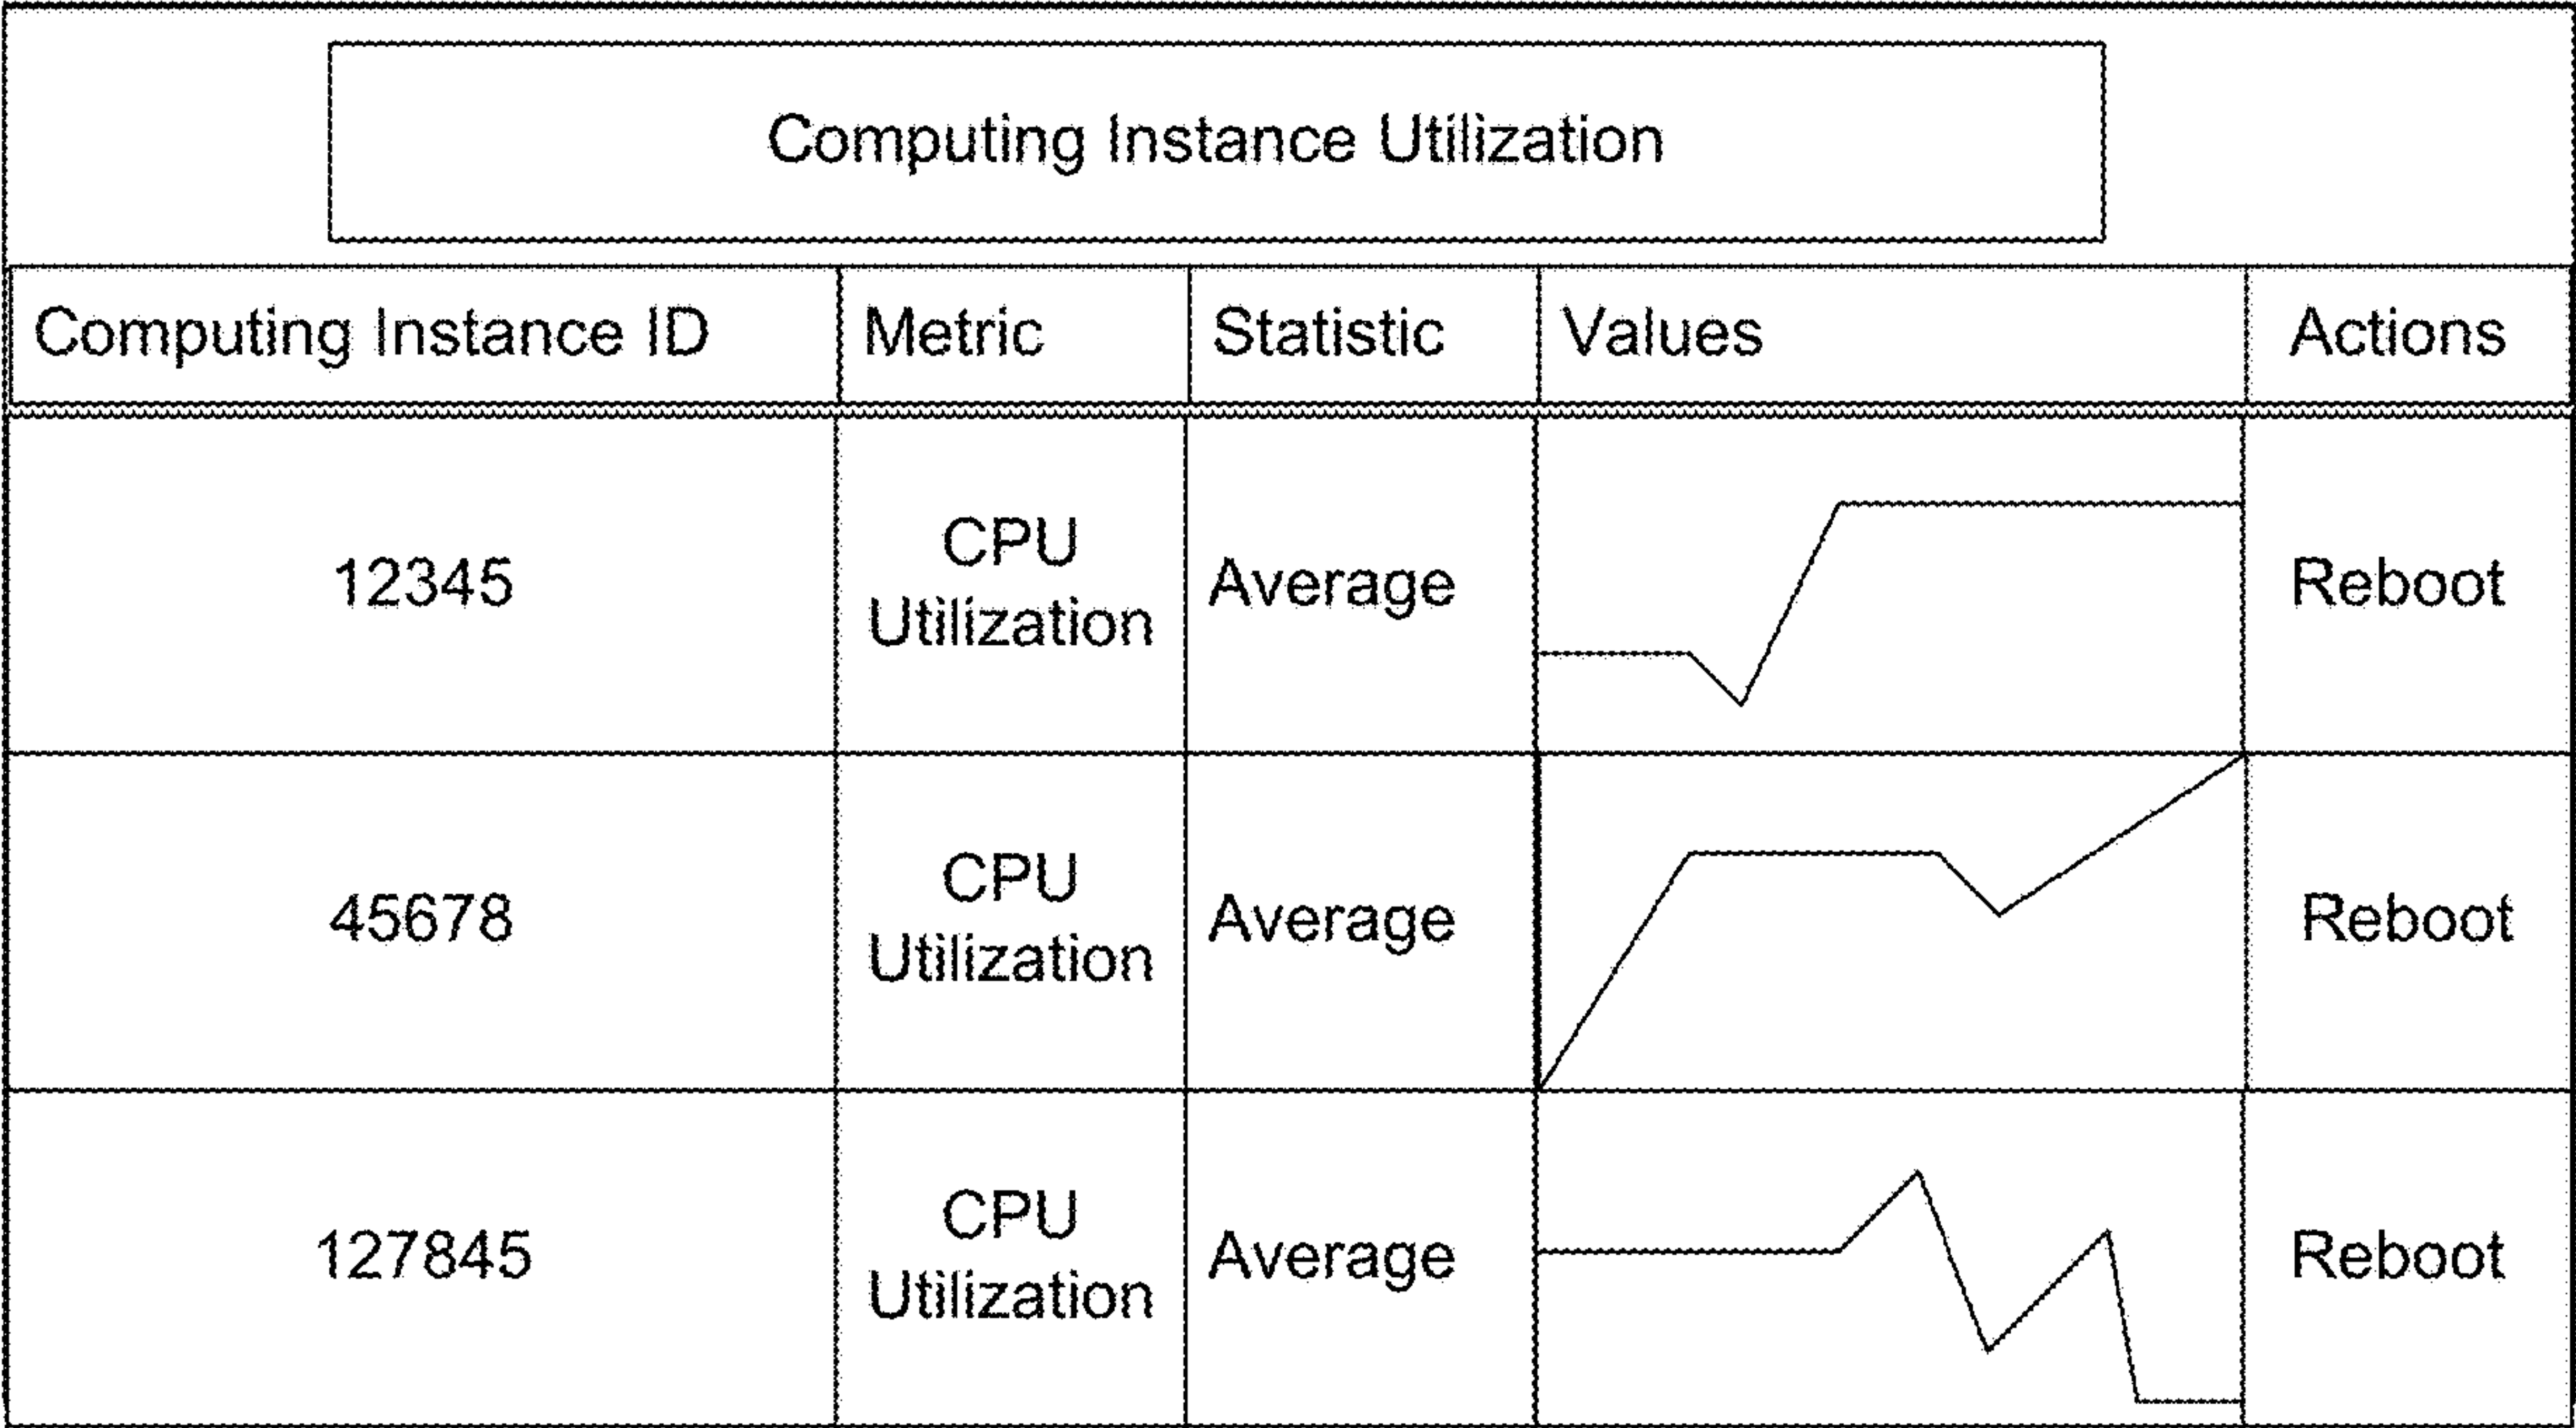 Computing Instance Utilization
Computing Instance ID Metric Statistic Values Actions
12345 CPU Utilization Average Reboot
45678 CPU Utilization Average Reboot
127845 CPU Utilization Average Reboot